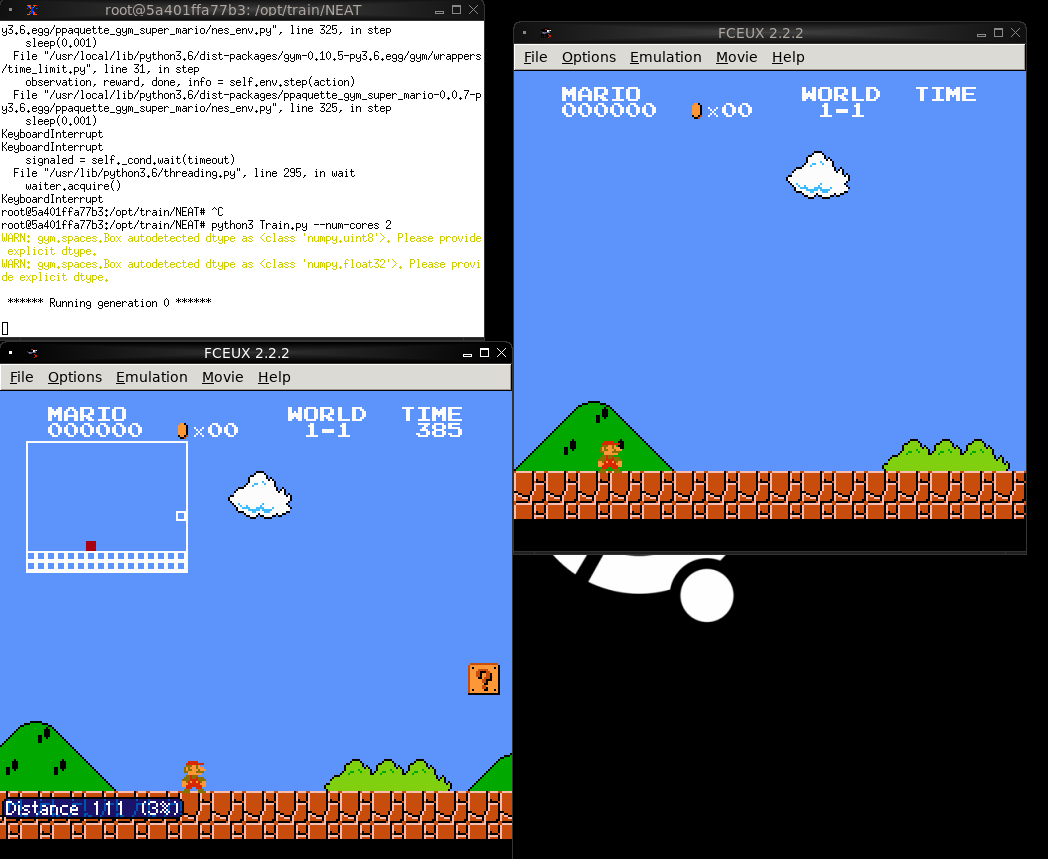 root@5a401ffa77b3: /opt/train/NEAT
y3.6.egg/ppaquette_gym_super_mario/nes_env.py", line 325, in step
sleep(0.001)
File "/usr/local/lib/python3.6/dist-packages/gym-0.10.5-py3.6.egg/gym/wrappers
/time_limit.py", line 31, in step
observation, reward, done, info = self.env.step(action)
File "/usr/local/lib/python3.6/dist-packages/ppaquette_gym_super_mario-0.0.7-p
y3.6.egg/ppaquette_gym_super_mario/nes_env.py", line 325, in step
sleep(0.001)
KeyboardInterrupt
KeyboardInterrupt
signaled = self._cond.wait(timeout)
File "/usr/lib/python3.6/threading.py", line 295, in wait
waiter.acquire()
KeyboardInterrupt
root@5a401ffa77b3:/opt/train/NEAT# ^C
root@5a401ffa77b3:/opt/train/NEAT# python3 Train.py --num-cores 2
WARN: gym.spaces.Box autodetected dtype as <class 'numpy.uint8'>. Please provide
explicit dtype.
WARN: gym.spaces.Box autodetected dtype as <class 'numpy.float32'>. Please provi
de explicit dtype.
****** Running generation 0 ******
FCEUX 2.2.2
File Options Emulation Movie Help
MARIO WORLD TIME
000000 ×00 1-1
FCEUX 2.2.2
File Options Emulation Movie Help
MARIO WORLD TIME
000000 ×00 1-1 385
?
Distance 111 (3%)